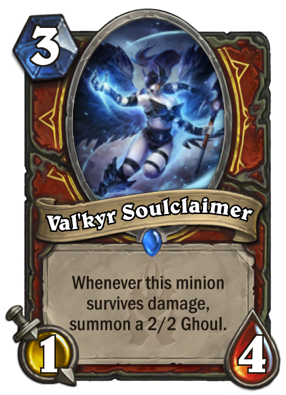 3
Val'kyr Soulclaimer
Whenever this minion
survives damage,
summon a 2/2 Ghoul.
1
4